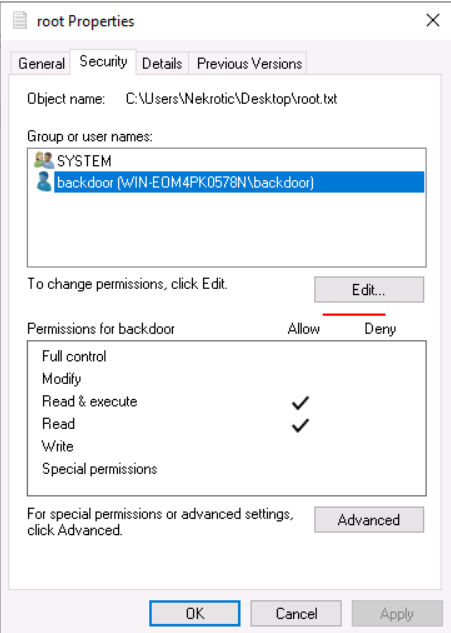 root Properties
General Security Details Previous Versions
Object name: C:\Users\Nekrotic\Desktop\root.txt
Group or user names:
SYSTEM
backdoor (WIN-EOM4PK0578N\backdoor)
To change permissions, click Edit.
Edit...
Permissions for backdoor Allow Deny
Full control
Modify
Read & execute
Read
Write
Special permissions
For special permissions or advanced settings,
click Advanced.
Advanced
OK Cancel Apply